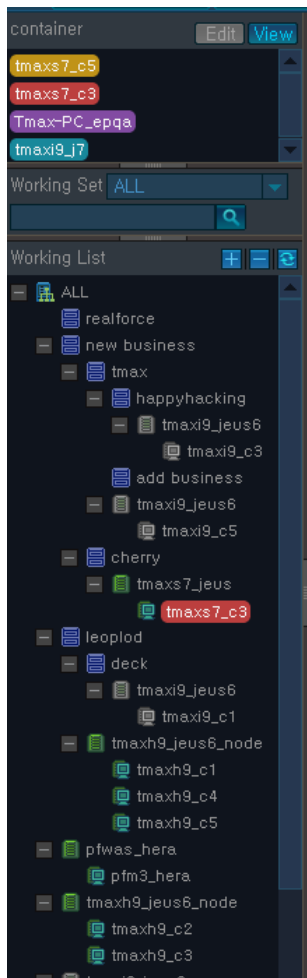 container Edit View
tmaxs7_c5
tmaxs7_c3
Tmax-PC_epqa
tmaxi9_j7
Working Set ALL
Working List
ALL
realforce
new business
tmax
happyhacking
tmaxi9_jeus6
tmaxi9_c3
add business
tmaxi9_jeus6
tmaxi9_c5
cherry
tmaxs7_jeus
tmaxs7_c3
leoplod
deck
tmaxi9_jeus6
tmaxi9_c1
tmaxh9_jeus6_node
tmaxh9_c1
tmaxh9_c4
tmaxh9_c5
pfwas_hera
pfm3_hera
tmaxh9_jeus6_node
tmaxh9_c2
tmaxh9_c3